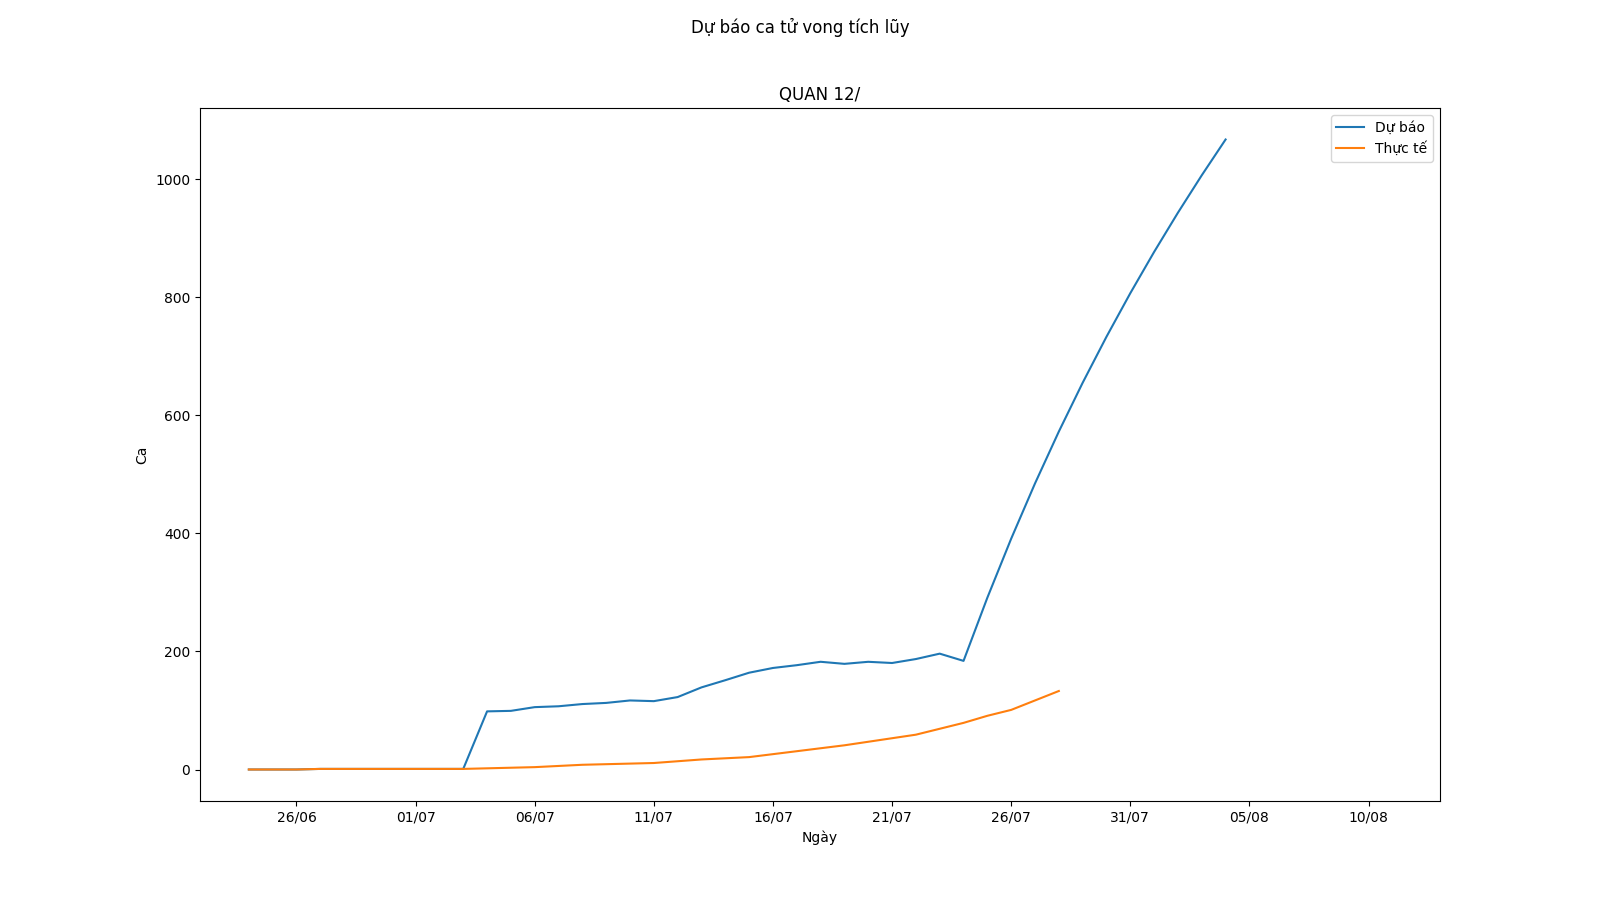 Dự báo ca tử vong tích lũy
QUAN 12/
Dự báo
Thực tế
1000
800
600
400
200
0
Ca
26/06 01/07 06/07 11/07 16/07 21/07 26/07 31/07 05/08 10/08
Ngày